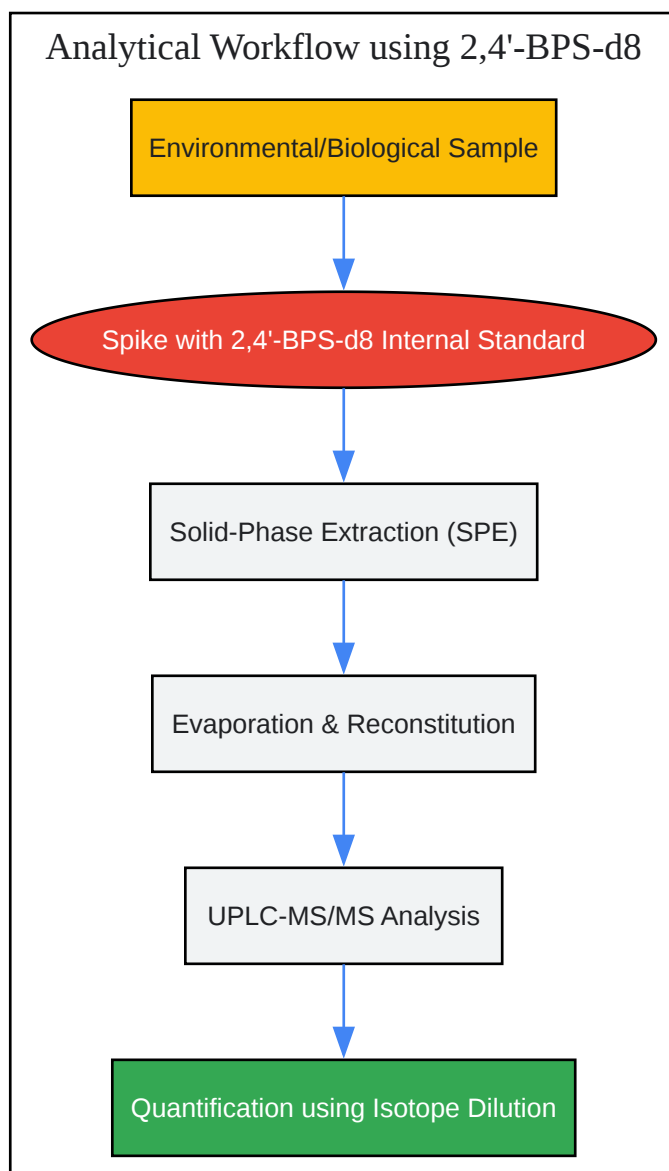 Analytical Workflow using 2,4'-BPS-d8
Environmental/Biological Sample
Spike with 2,4'-BPS-d8 Internal Standard
Solid-Phase Extraction (SPE)
Evaporation & Reconstitution
UPLC-MS/MS Analysis
Quantification using Isotope Dilution